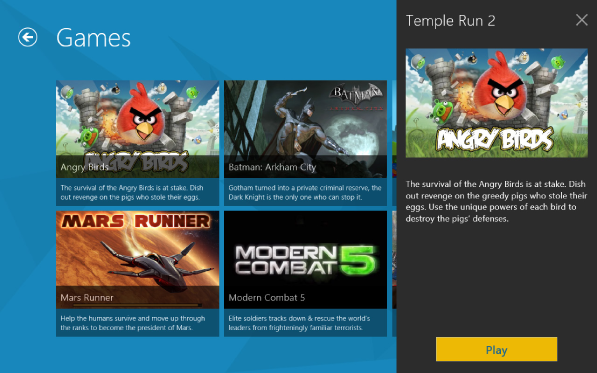 Games
ANGRY BIRDS
Angry Birds
The survival of the Angry Birds is at stake. Dish
out revenge on the pigs who stole their eggs.
BATMAN
ARKHAM CITY
Batman: Arkham City
Gotham turned into a private criminal reserve, the
Dark Knight is the only one who can stop it.
MARS RUNNER
Mars Runner
Help the humans survive and move up through
the ranks to become the president of Mars.
MODERN
COMBAT 5
Modern Combat 5
Elite soldiers tracks down & rescue the world's
leaders from frighteningly familiar terrorists.
Temple Run 2
ANGRY BIRDS
The survival of the Angry Birds is at stake. Dish
out revenge on the greedy pigs who stole their
eggs. Use the unique powers of each bird to
destroy the pigs' defenses.
Play